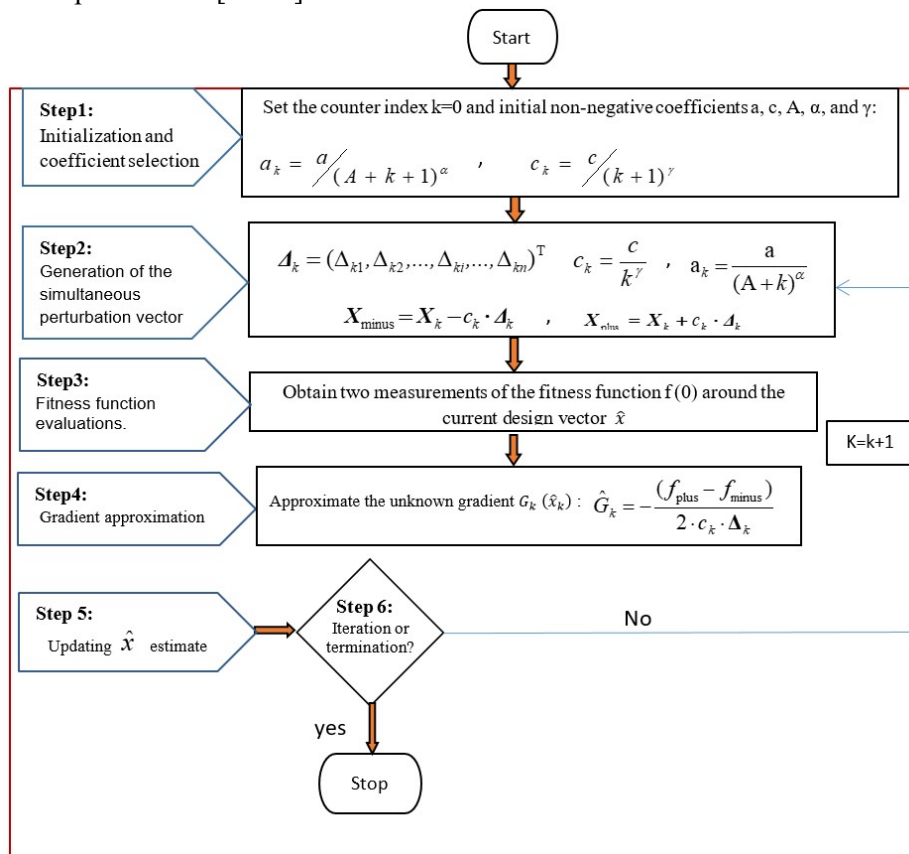 Start
Step1:
Initialization and
coefficient selection
Set the counter index k=0 and initial non-negative coefficients a, c, A, α, and γ:
a_k = a/(A + k + 1)^α , c_k = c/(k + 1)^γ
Step2:
Generation of the
simultaneous
perturbation vector
Δ_k = (Δ_k1, Δ_k2,..., Δ_ki,..., Δ_kn)^T c_k = c/k^γ , a_k = a/(A+k)^α
X_minus = X_k − c_k · Δ_k , X_plus = X_k + c_k · Δ_k
Step3:
Fitness function
evaluations.
Obtain two measurements of the fitness function f (0) around the
current design vector x̂
K=k+1
Step4:
Gradient approximation
Approximate the unknown gradient G_k (x̂_k) : Ĝ_k = −(f_plus − f_minus)/2 · c_k · Δ_k
Step 5:
Updating x̂ estimate
Step 6:
Iteration or
termination?
No
yes
Stop